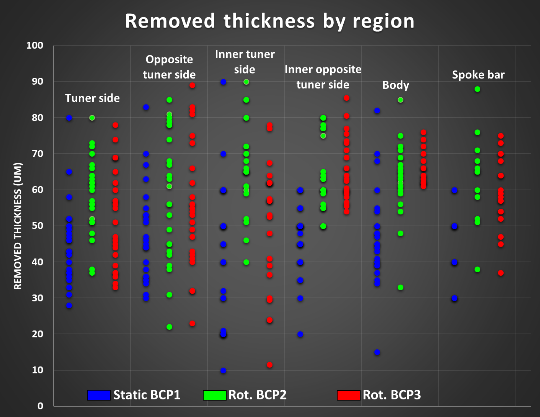 Removed thickness by region
REMOVED THICKNESS (UM)
100
90
80
70
60
50
40
30
20
10
0
Tuner side
Opposite
tuner side
Inner tuner
side
Inner opposite
tuner side
Body
Spoke bar
Static BCP1
Rot. BCP2
Rot. BCP3